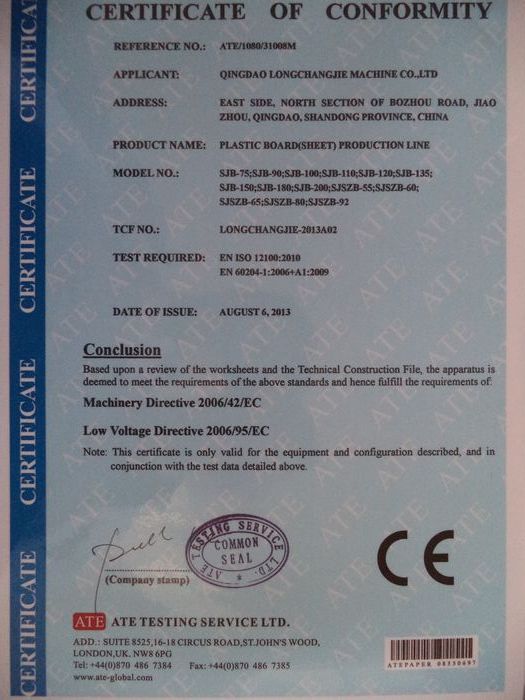 CERTIFICATE OF CONFORMITY
REFERENCE NO.: ATE/1080/31008M
APPLICANT: QINGDAO LONGCHANGJIE MACHINE CO.,LTD
ADDRESS: EAST SIDE, NORTH SECTION OF BOZHOU ROAD, JIAO
ZHOU, QINGDAO, SHANDONG PROVINCE, CHINA
PRODUCT NAME: PLASTIC BOARD(SHEET) PRODUCTION LINE
MODEL NO.: SJB-75;SJB-90;SJB-100;SJB-110;SJB-120;SJB-135;
SJB-150;SJB-180;SJB-200;SJSZB-55;SJSZB-60;
SJSZB-65;SJSZB-80;SJSZB-92
TCF NO.: LONGCHANGJIE-2013A02
TEST REQUIRED: EN ISO 12100:2010
EN 60204-1:2006+A1:2009
DATE OF ISSUE: AUGUST 6, 2013
Conclusion
Based upon a review of the worksheets and the Technical Construction File, the apparatus is
deemed to meet the requirements of the above standards and hence fulfill the requirements of:
Machinery Directive 2006/42/EC
Low Voltage Directive 2006/95/EC
Note: This certificate is only valid for the equipment and configuration described, and in
conjunction with the test data detailed above.
ATE TESTING SERVICE LTD.
COMMON
SEAL
*
(Company stamp)
CE
ATE ATE TESTING SERVICE LTD.
ADD.: SUITE 8525,16-18 CIRCUS ROAD,ST.JOHN'S WOOD,
LONDON,UK, NW8 6PG
Tel: +44(0)870 486 7384 Fax: +44(0)870 486 7385
www.ate-global.com
ATEPAPER 08350697
CERTIFICATE
CERTIFICATE
CERTIFICATE
CERTIFICATE